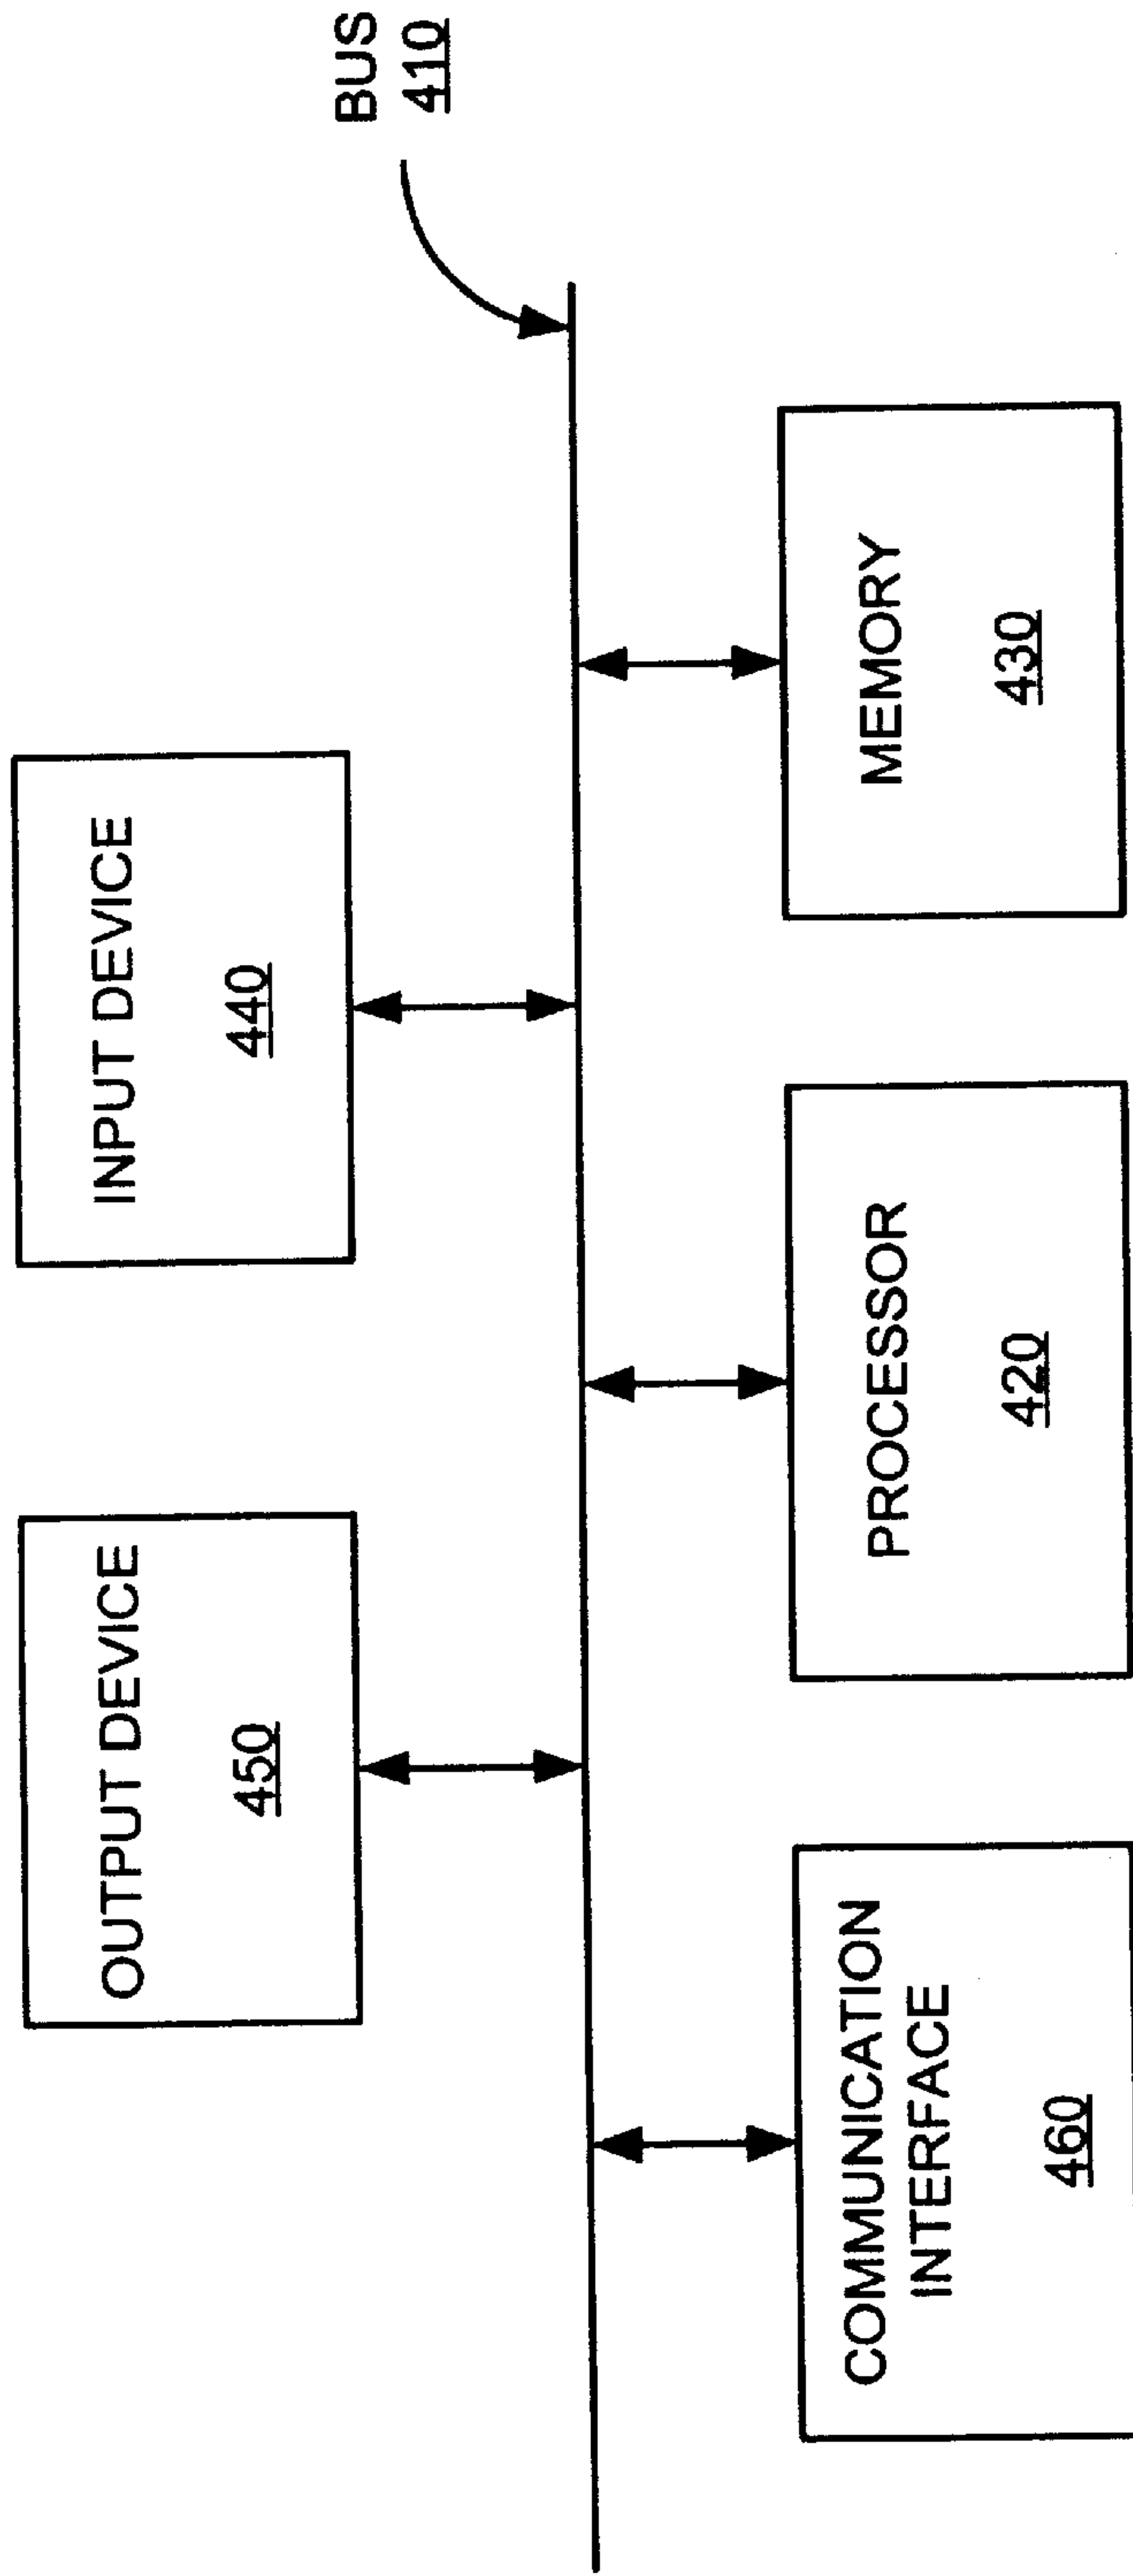 BUS
410
OUTPUT DEVICE
450
INPUT DEVICE
440
COMMUNICATION
INTERFACE
460
PROCESSOR
420
MEMORY
430